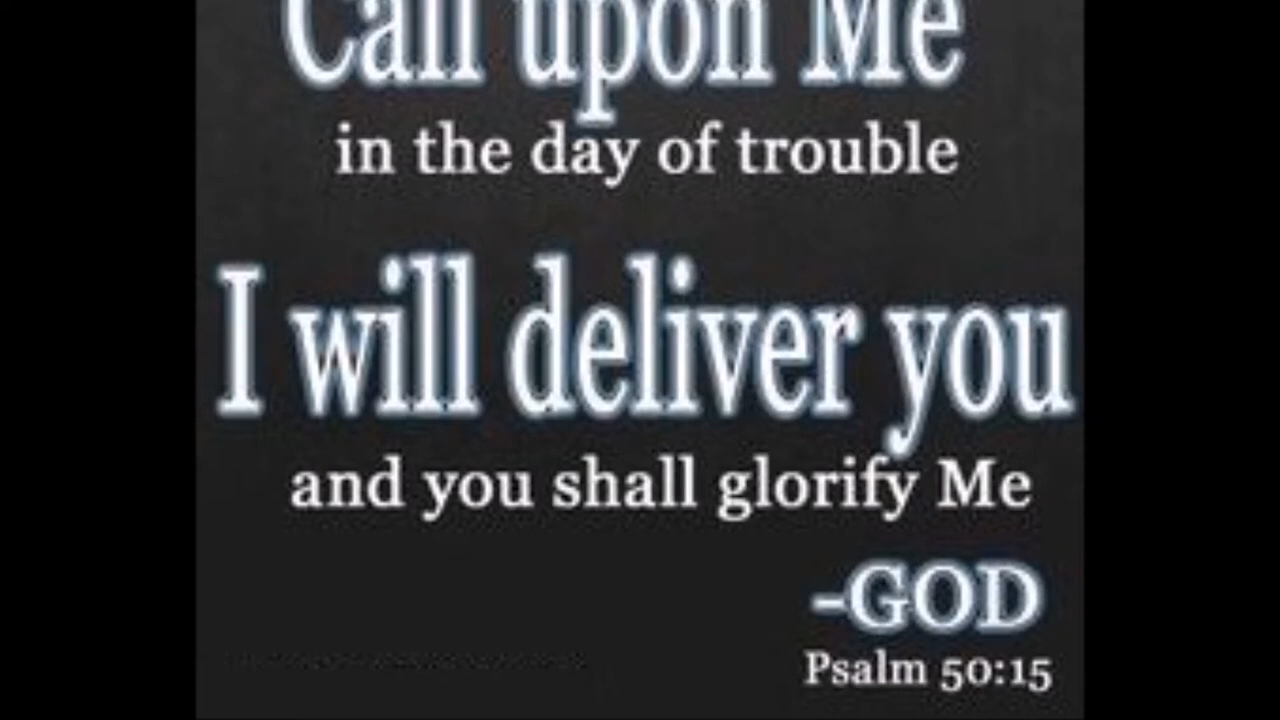 Call upon Me
in the day of trouble
I will deliver you
and you shall glorify Me
-GOD
Psalm 50:15